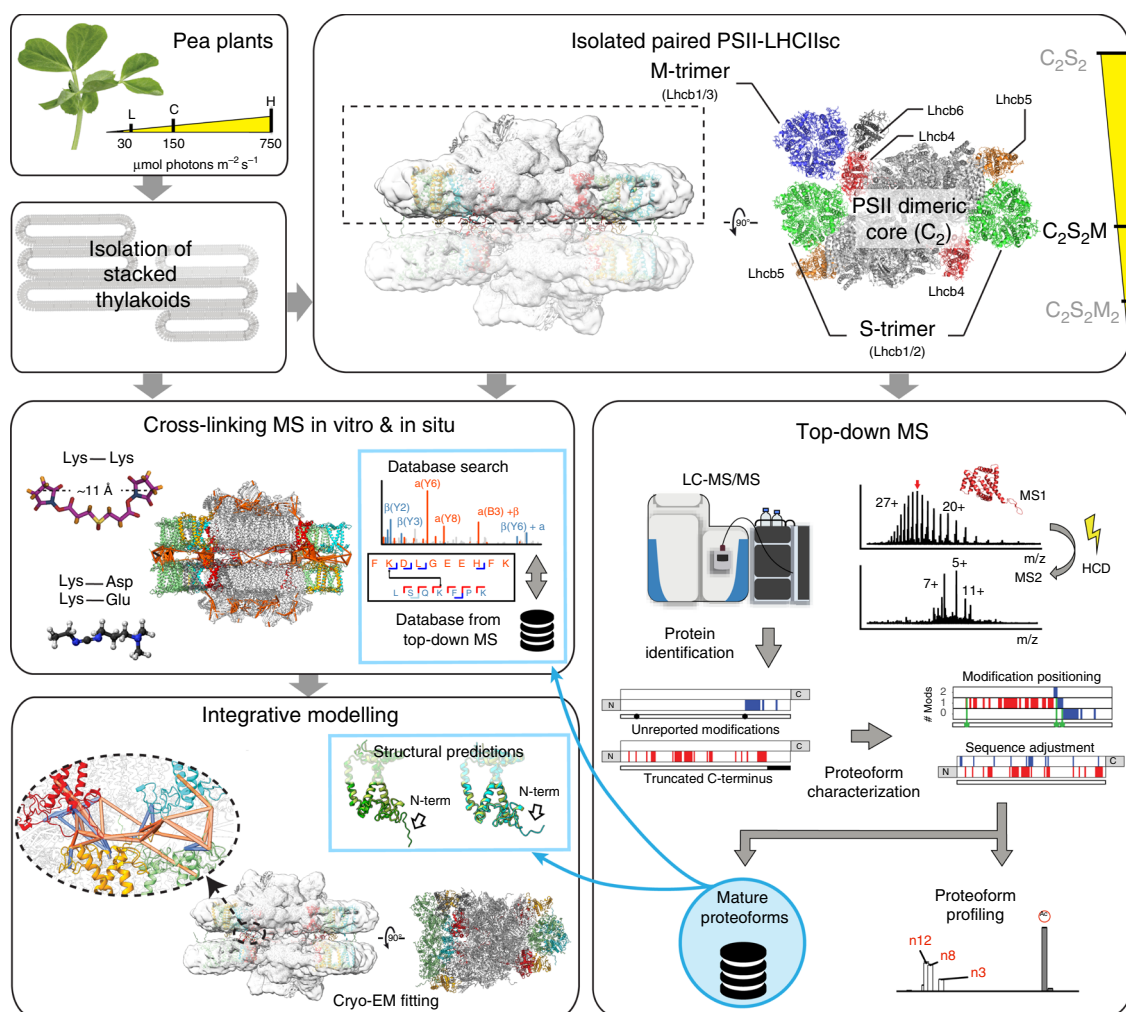 Pea plants
L
C
H
30
150
750
μmol photons m⁻² s⁻¹
Isolation of
stacked
thylakoids
Isolated paired PSII-LHCIIsc
M-trimer
(Lhcb1/3)
Lhcb6
Lhcb4
Lhcb5
90°
PSII dimeric
core (C₂)
Lhcb5
Lhcb4
S-trimer
(Lhcb1/2)
C₂S₂
C₂S₂M
C₂S₂M₂
Cross-linking MS in vitro & in situ
Lys — Lys
~11 Å
Lys — Asp
Lys — Glu
Database search
a(Y6)
β(Y2)
β(Y3)
a(Y8)
a(B3) +β
β(Y6) + a
F K D L G E E H F K
L S Q K F P K
Database from
top-down MS
Integrative modelling
Structural predictions
N-term
N-term
90°
Cryo-EM fitting
Top-down MS
LC-MS/MS
27+
20+
MS1
m/z
MS2
HCD
7+
5+
11+
m/z
Protein
identification
N
C
Unreported modifications
N
C
Truncated C-terminus
Proteoform
characterization
Modification positioning
# Mods
2
1
0
Sequence adjustment
N
C
Mature
proteoforms
Proteoform
profiling
n12
n8
n3